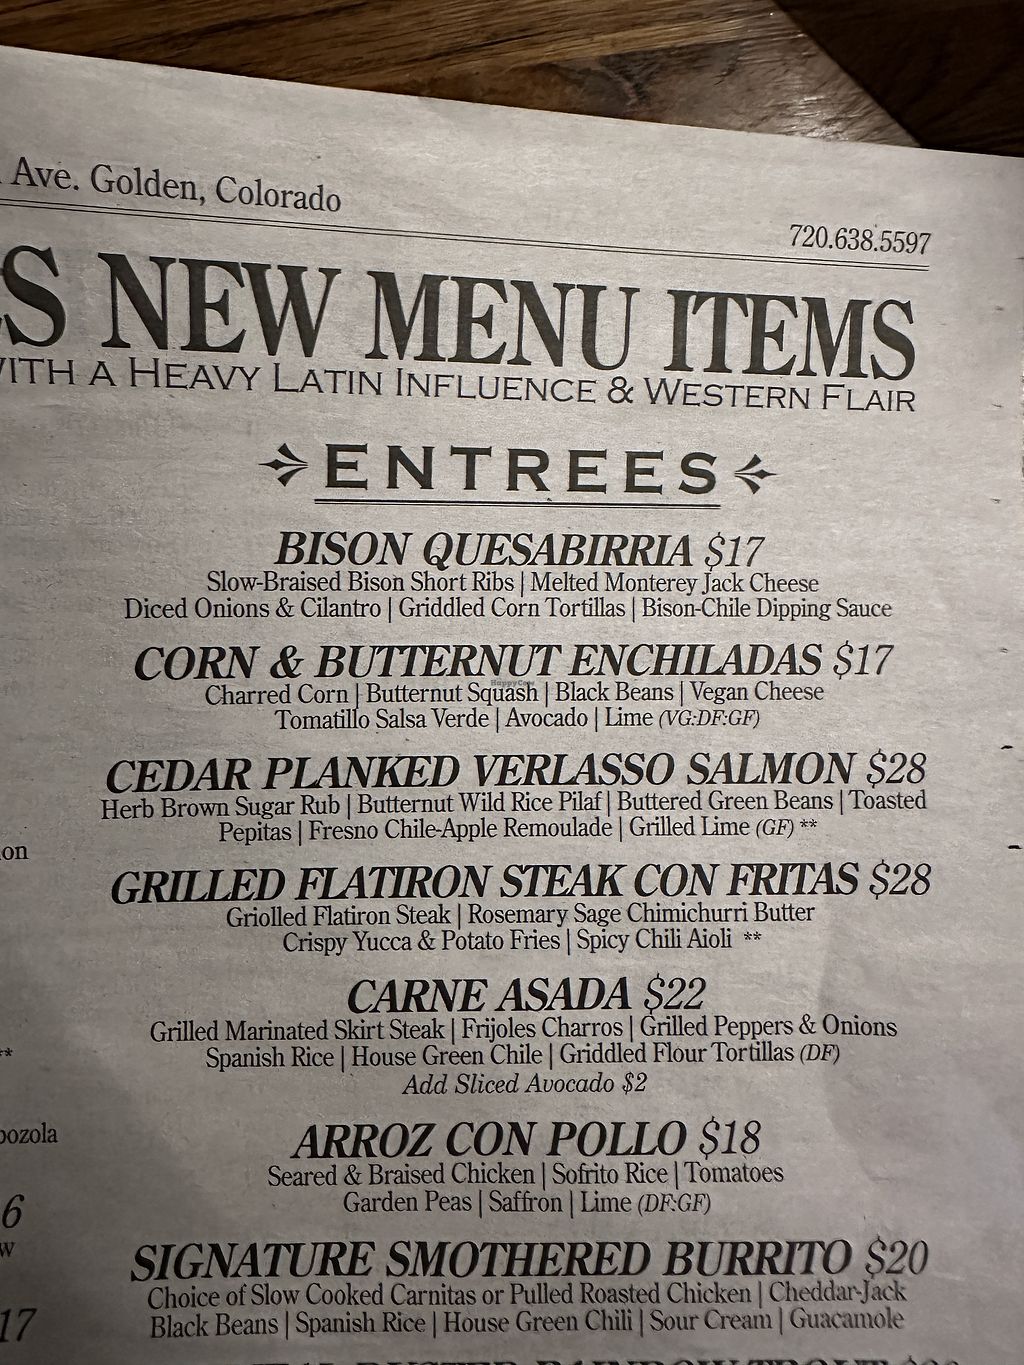 Ave. Golden, Colorado
720.638.5597
S NEW MENU ITEMS
WITH A HEAVY LATIN INFLUENCE & WESTERN FLAIR
ENTREES
BISON QUESABIRRIA $17
Slow-Braised Bison Short Ribs | Melted Monterey Jack Cheese
Diced Onions & Cilantro | Griddled Corn Tortillas | Bison-Chile Dipping Sauce
CORN & BUTTERNUT ENCHILADAS $17
HappyCow
Charred Corn | Butternut Squash | Black Beans | Vegan Cheese
Tomatillo Salsa Verde | Avocado | Lime (VG:DF:GF)
CEDAR PLANKED VERLASSO SALMON $28
Herb Brown Sugar Rub | Butternut Wild Rice Pilaf | Buttered Green Beans | Toasted
Pepitas | Fresno Chile-Apple Remoulade | Grilled Lime (GF) **
on
GRILLED FLATIRON STEAK CON FRITAS $28
Griolled Flatiron Steak | Rosemary Sage Chimichurri Butter
Crispy Yucca & Potato Fries | Spicy Chili Aioli **
CARNE ASADA $22
Grilled Marinated Skirt Steak | Frijoles Charros | Grilled Peppers & Onions
Spanish Rice | House Green Chile | Griddled Flour Tortillas (DF)
**
Add Sliced Avocado $2
ARROZ CON POLLO $18
pozola
Seared & Braised Chicken | Sofrito Rice | Tomatoes
Garden Peas | Saffron | Lime (DF:GF)
6
w
SIGNATURE SMOTHERED BURRITO $20
Choice of Slow Cooked Carnitas or Pulled Roasted Chicken | Cheddar-Jack
Black Beans | Spanish Rice | House Green Chili | Sour Cream | Guacamole
17